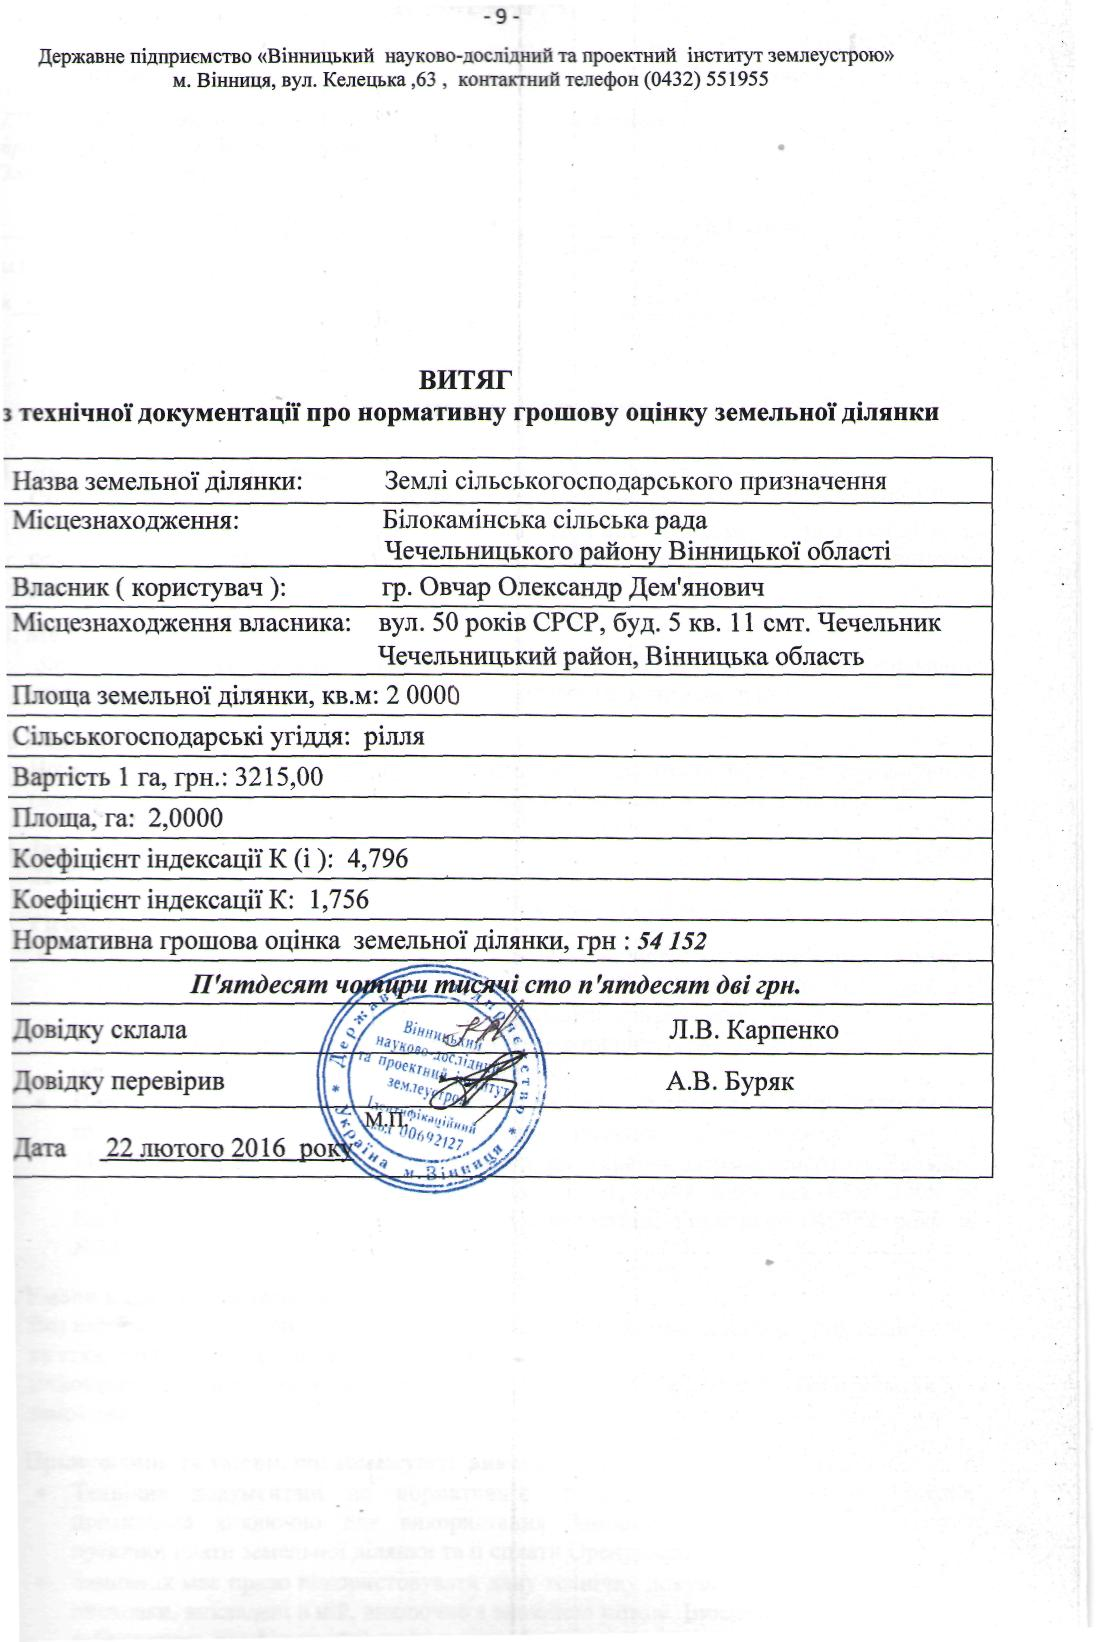 - 9 -
Державне підприємство «Вінницький науково-дослідний та проектний інститут землеустрою»
м. Вінниця, вул. Келецька ,63 , контактний телефон (0432) 551955
ВИТЯГ
з технічної документації про нормативну грошову оцінку земельної ділянки
Назва земельної ділянки: Землі сільськогосподарського призначення
Місцезнаходження: Білокамінська сільська рада
Чечельницького району Вінницької області
Власник ( користувач ): гр. Овчар Олександр Дем'янович
Місцезнаходження власника: вул. 50 років СРСР, буд. 5 кв. 11 смт. Чечельник
Чечельницький район, Вінницька область
Площа земельної ділянки, кв.м: 2 0000
Сільськогосподарські угіддя: рілля
Вартість 1 га, грн.: 3215,00
Площа, га: 2,0000
Коефіцієнт індексації К (і ): 4,796
Коефіцієнт індексації К: 1,756
Нормативна грошова оцінка земельної ділянки, грн : 54 152
П'ятдесят чотири тисячі сто п'ятдесят дві грн.
Довідку склала Л.В. Карпенко
Довідку перевірив А.В. Буряк
М.П.
Дата 22 лютого 2016 року
Державне підприємство
Вінницький
науково-дослідний
та проектний інститут
землеустрою
Ідентифікаційний
код 00692127
* Україна м.Вінниця *